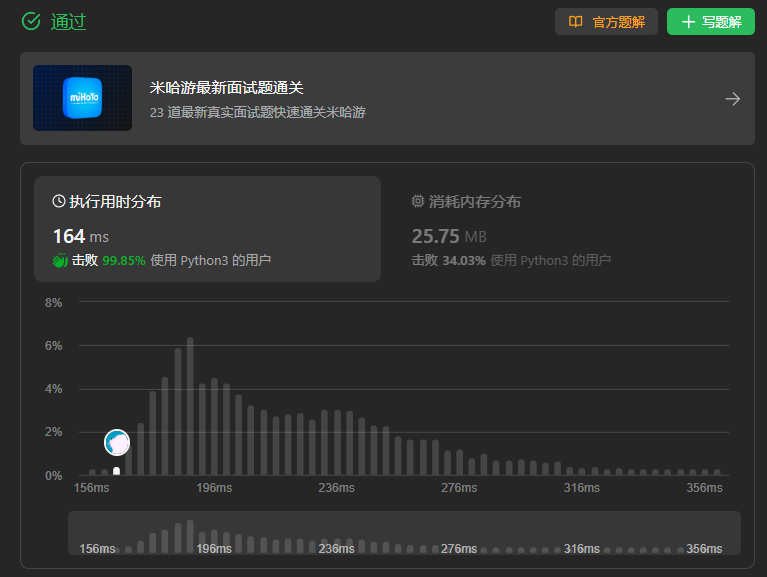 通过
官方题解
写题解
miHoYo
米哈游最新面试题通关
23 道最新真实面试题快速通关米哈游
执行用时分布
164 ms
击败 99.85% 使用 Python3 的用户
消耗内存分布
25.75 MB
击败 34.03% 使用 Python3 的用户
8%
6%
4%
2%
0%
156ms 196ms 236ms 276ms 316ms 356ms
156ms 196ms 236ms 276ms 316ms 356ms